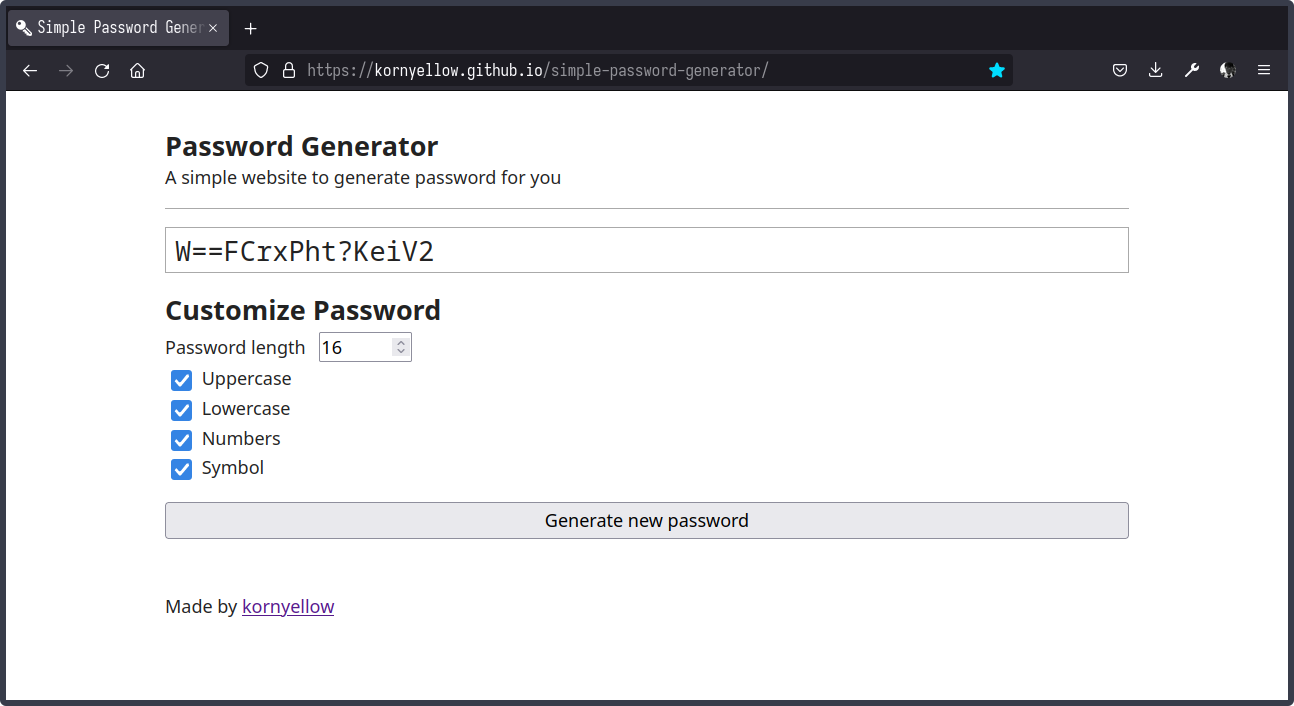 Simple Password Gener
https://kornyellow.github.io/simple-password-generator/
Password Generator
A simple website to generate password for you
W==FCrxPht?KeiV2
Customize Password
Password length 16
Uppercase
Lowercase
Numbers
Symbol
Generate new password
Made by kornyellow